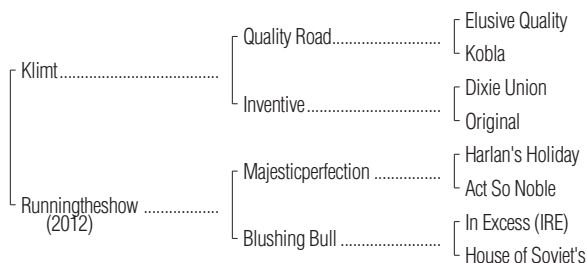 Elusive Quality
Quality Road
Kobla
Klimt
Dixie Union
Inventive
Original
Harlan's Holiday
Majesticperfection
Act So Noble
Runningtheshow
(2012)
In Excess (IRE)
Blushing Bull
House of Soviet's